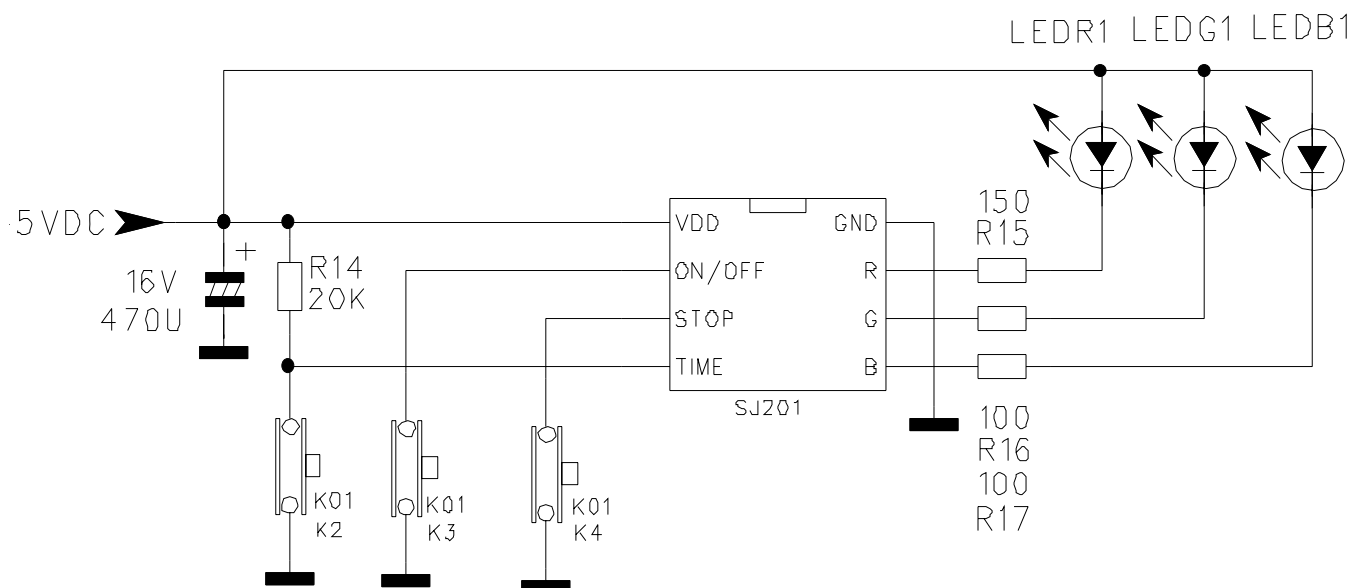 LEDR1 LEDG1 LEDB1
5VDC
16V
470U
R14
20K
VDD
ON/OFF
STOP
TIME
GND
R
G
B
SJ201
150
R15
100
R16
100
R17
K01
K2
K01
K3
K01
K4
+